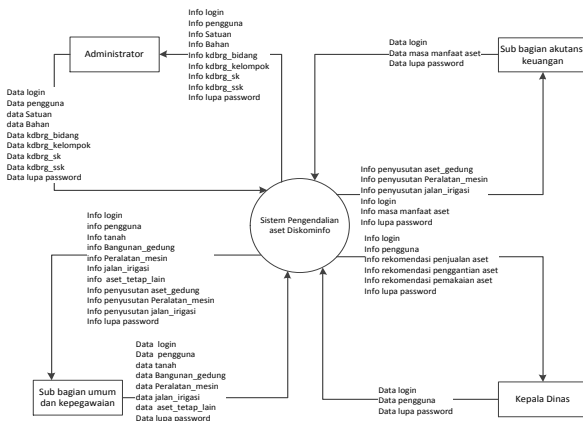 Info login
Info pengguna
Info Satuan
Info Bahan
Info kdbrg_bidang
Info kdbrg_kelompok
Info kdbrg_sk
Info kdbrg_ssk
Info lupa password
Administrator
Data login
Data pengguna
data Satuan
data Bahan
Data kdbrg_bidang
Data kdbrg_kelompok
Data kdbrg_sk
Data kdbrg_ssk
Data lupa password
Data login
Data masa manfaat aset
Data lupa password
Sub bagian akutansi
keuangan
Info penyusutan aset_gedung
Info penyusutan Peralatan_mesin
Info penyusutan jalan_irigasi
Info login
Info masa manfaat aset
Info lupa password
Sistem Pengendalian
aset Diskominfo
Info login
info pengguna
Info tanah
info Bangunan_gedung
info Peralatan_mesin
Info jalan_irigasi
info aset_tetap_lain
Info penyusutan aset_gedung
Info penyusutan Peralatan_mesin
Info penyusutan jalan_irigasi
Info lupa password
Info login
Info pengguna
Info rekomendasi penjualan aset
Info rekomendasi penggantian aset
Info rekomendasi pemakaian aset
Info lupa password
Sub bagian umum
dan kepegawaian
Data login
Data pengguna
data tanah
data Bangunan_gedung
data Peralatan_mesin
data jalan_irigasi
data aset_tetap_lain
Data lupa password
Data login
Data pengguna
Data lupa password
Kepala Dinas